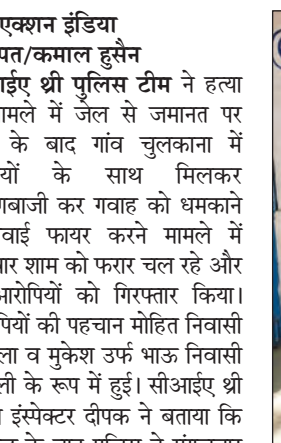 एक्शन इंडिया
पत/कमाल हुसैन
ाईए थ्री पुलिस टीम ने हत्या
ामले में जेल से जमानत पर
के बाद गांव चुलकाना में
यों के साथ मिलकर
गबाजी कर गवाह को धमकाने
वाई फायर करने मामले में
ार शाम को फरार चल रहे और
आरोपियों को गिरफ्तार किया।
पियों की पहचान मोहित निवासी
ला व मुकेश उर्फ भाऊ निवासी
ली के रूप में हुई। सीआईए थ्री
इंस्पेक्टर दीपक ने बताया कि